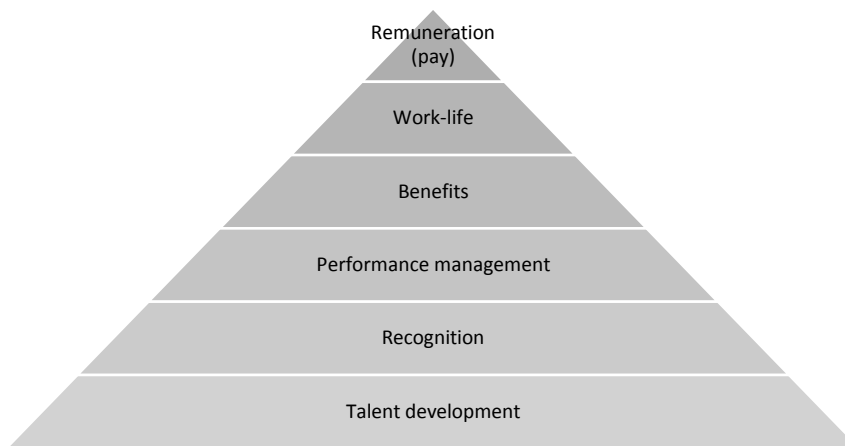 Remuneration
(pay)
Work-life
Benefits
Performance management
Recognition
Talent development